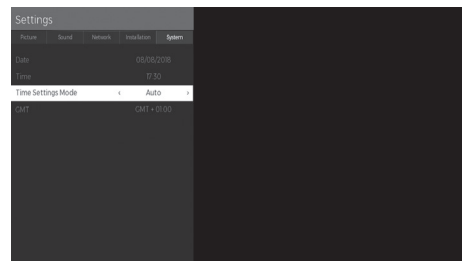 Settings
Picture Sound Network Installation System
Date 08/08/2018
Time 17:30
Time Settings Mode ‹ Auto ›
GMT GMT + 01:00